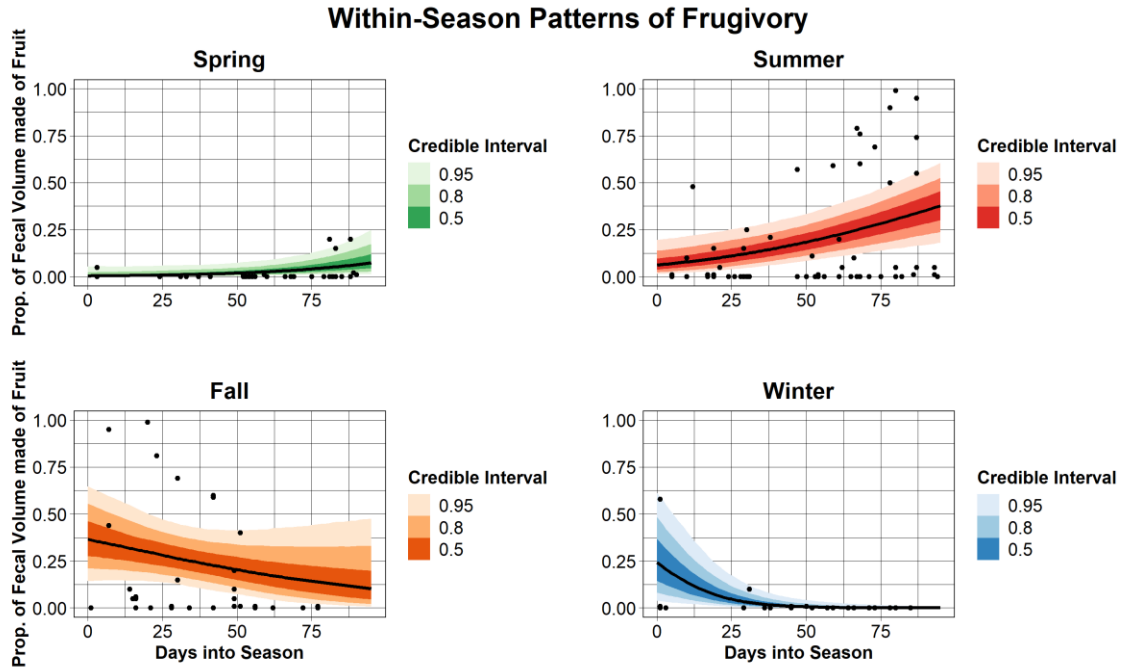 Within-Season Patterns of Frugivory
Spring
Prop. of Fecal Volume made of Fruit
1.00
0.75
0.50
0.25
0.00
0 25 50 75
Credible Interval
0.95
0.8
0.5
Summer
1.00
0.75
0.50
0.25
0.00
0 25 50 75
Credible Interval
0.95
0.8
0.5
Fall
Prop. of Fecal Volume made of Fruit
1.00
0.75
0.50
0.25
0.00
0 25 50 75
Days into Season
Credible Interval
0.95
0.8
0.5
Winter
1.00
0.75
0.50
0.25
0.00
0 25 50 75
Days into Season
Credible Interval
0.95
0.8
0.5